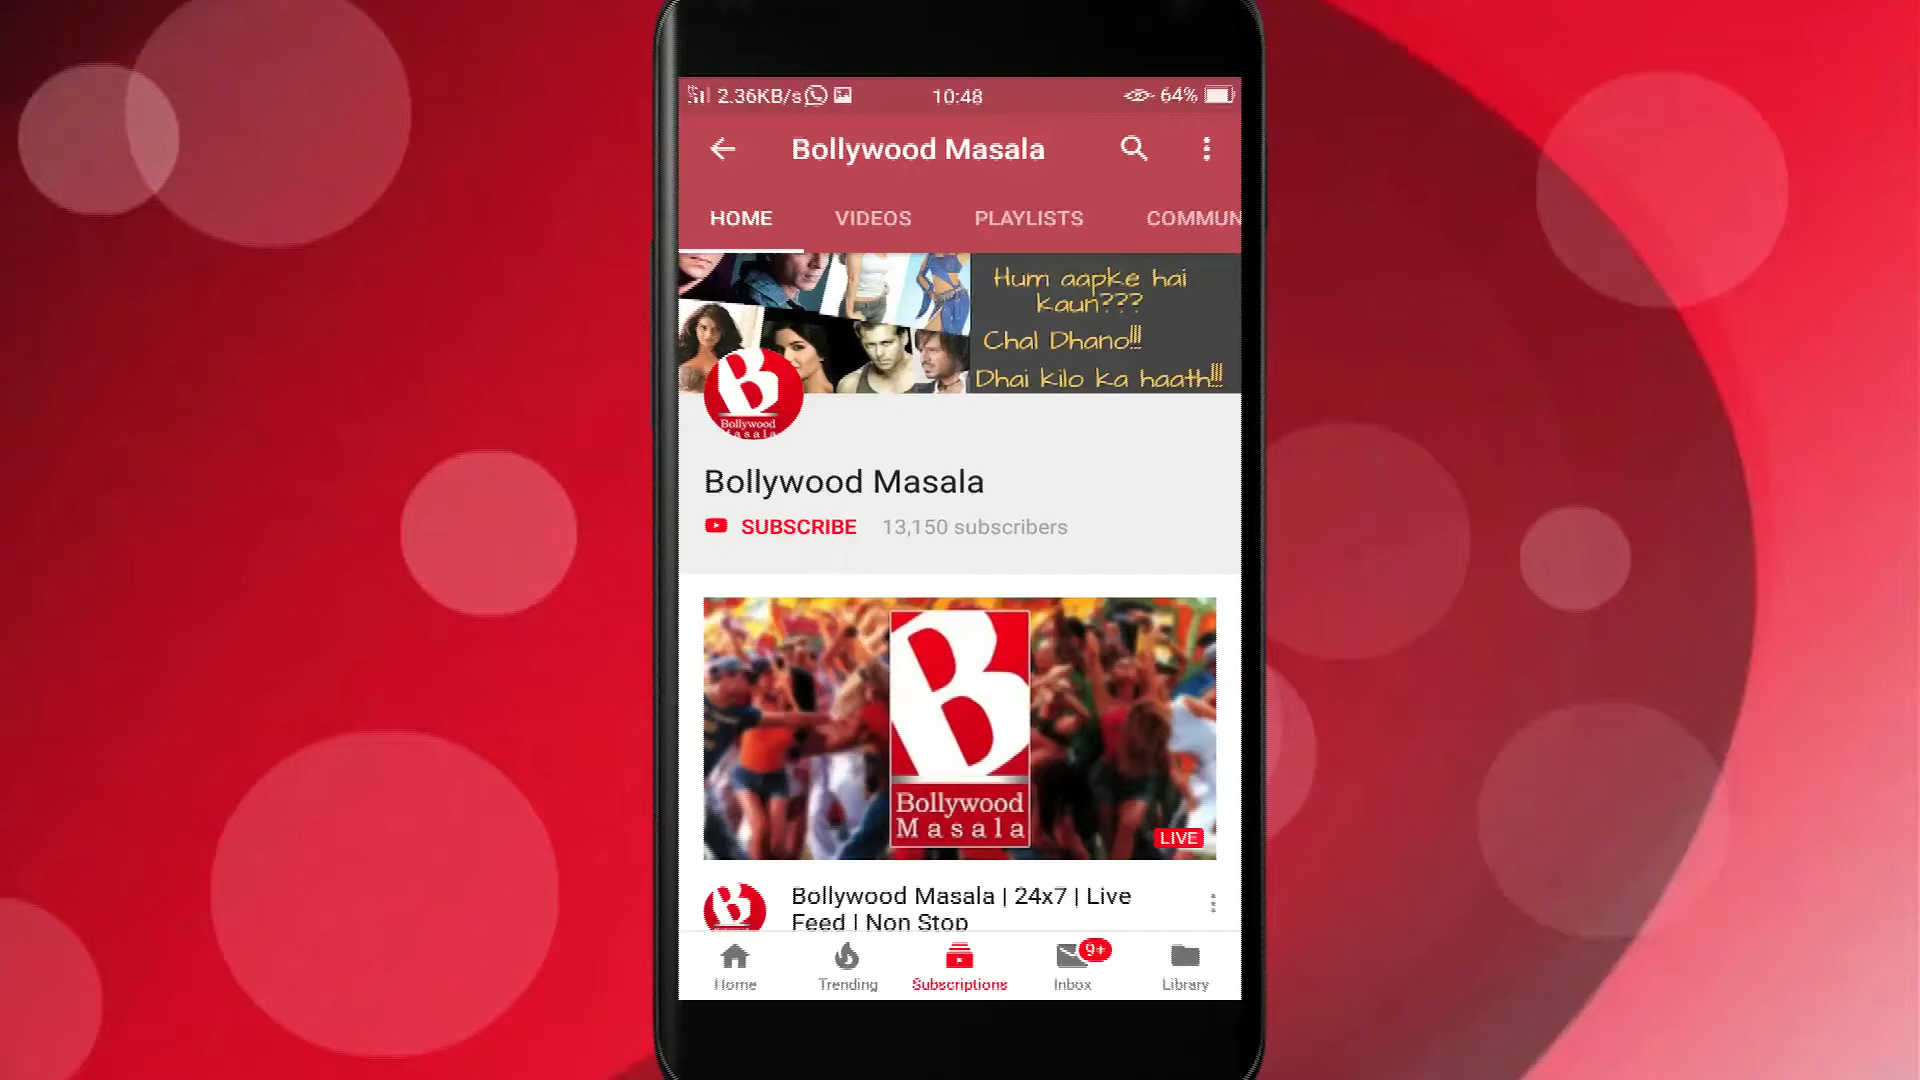 2.36KB/s 10:48 64%
Bollywood Masala
HOME VIDEOS PLAYLISTS COMMUN
Hum aapke hai
kaun???
Chal Dhano!!!
Dhai kilo ka haath!!!
B
Bollywood
Masala
Bollywood Masala
SUBSCRIBE 13,150 subscribers
B
Bollywood
Masala
LIVE
B
Bollywood Masala | 24x7 | Live
Feed | Non Stop
9+
Home Trending Subscriptions Inbox Library